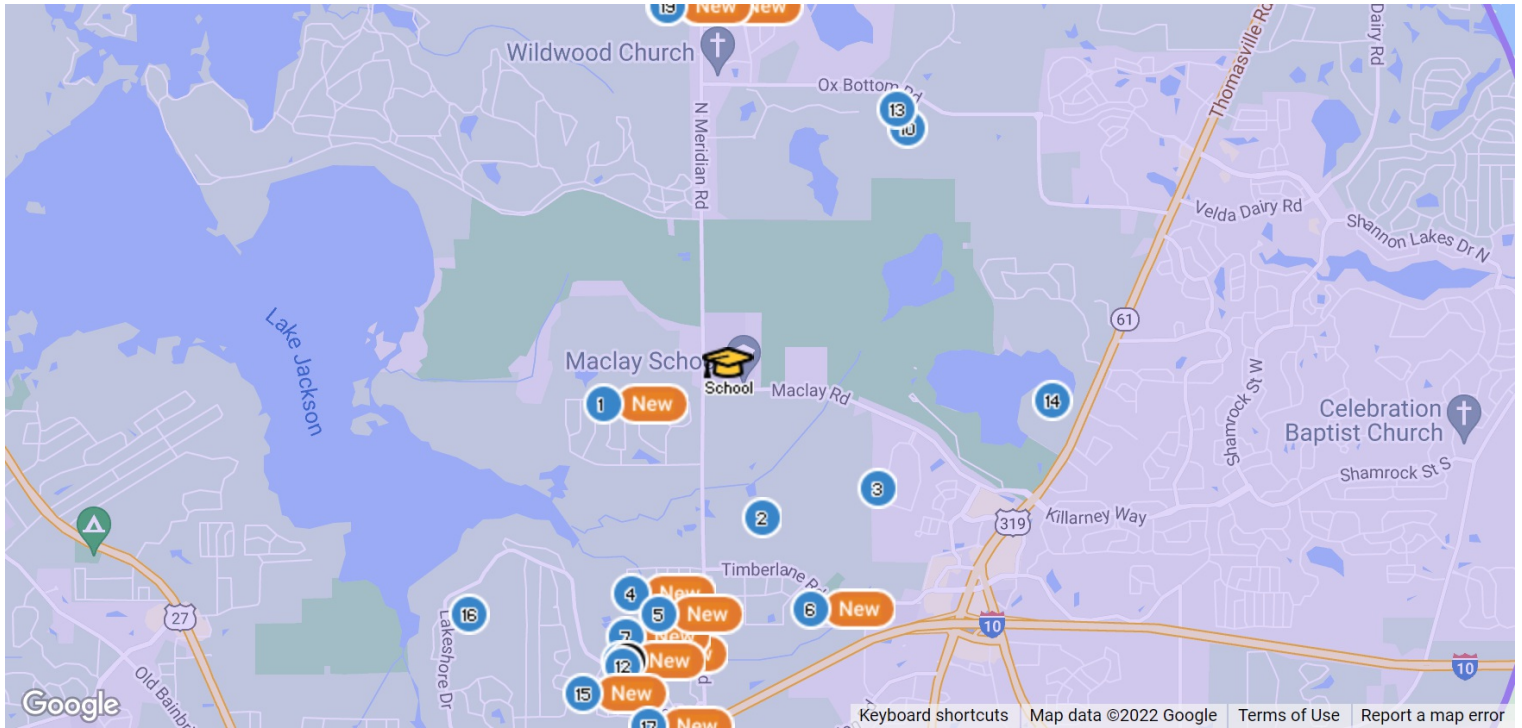 19 New New
Wildwood Church
Ox Bottom Rd
13
10
N Meridian Rd
Thomasville Rd
Dairy Rd
Velda Dairy Rd
Shannon Lakes Dr N
61
Lake Jackson
Maclay School
School
Maclay Rd
1 New
14
Shamrock St W
Celebration
Baptist Church
Shamrock St S
3
2
319
Killarney Way
Timberlane Rd
4 New
5 New
6 New
7 New
16
27
10
10
12 New
15 New
17 New
Lakeshore Dr
Google
Keyboard shortcuts
Map data ©2022 Google
Terms of Use
Report a map error